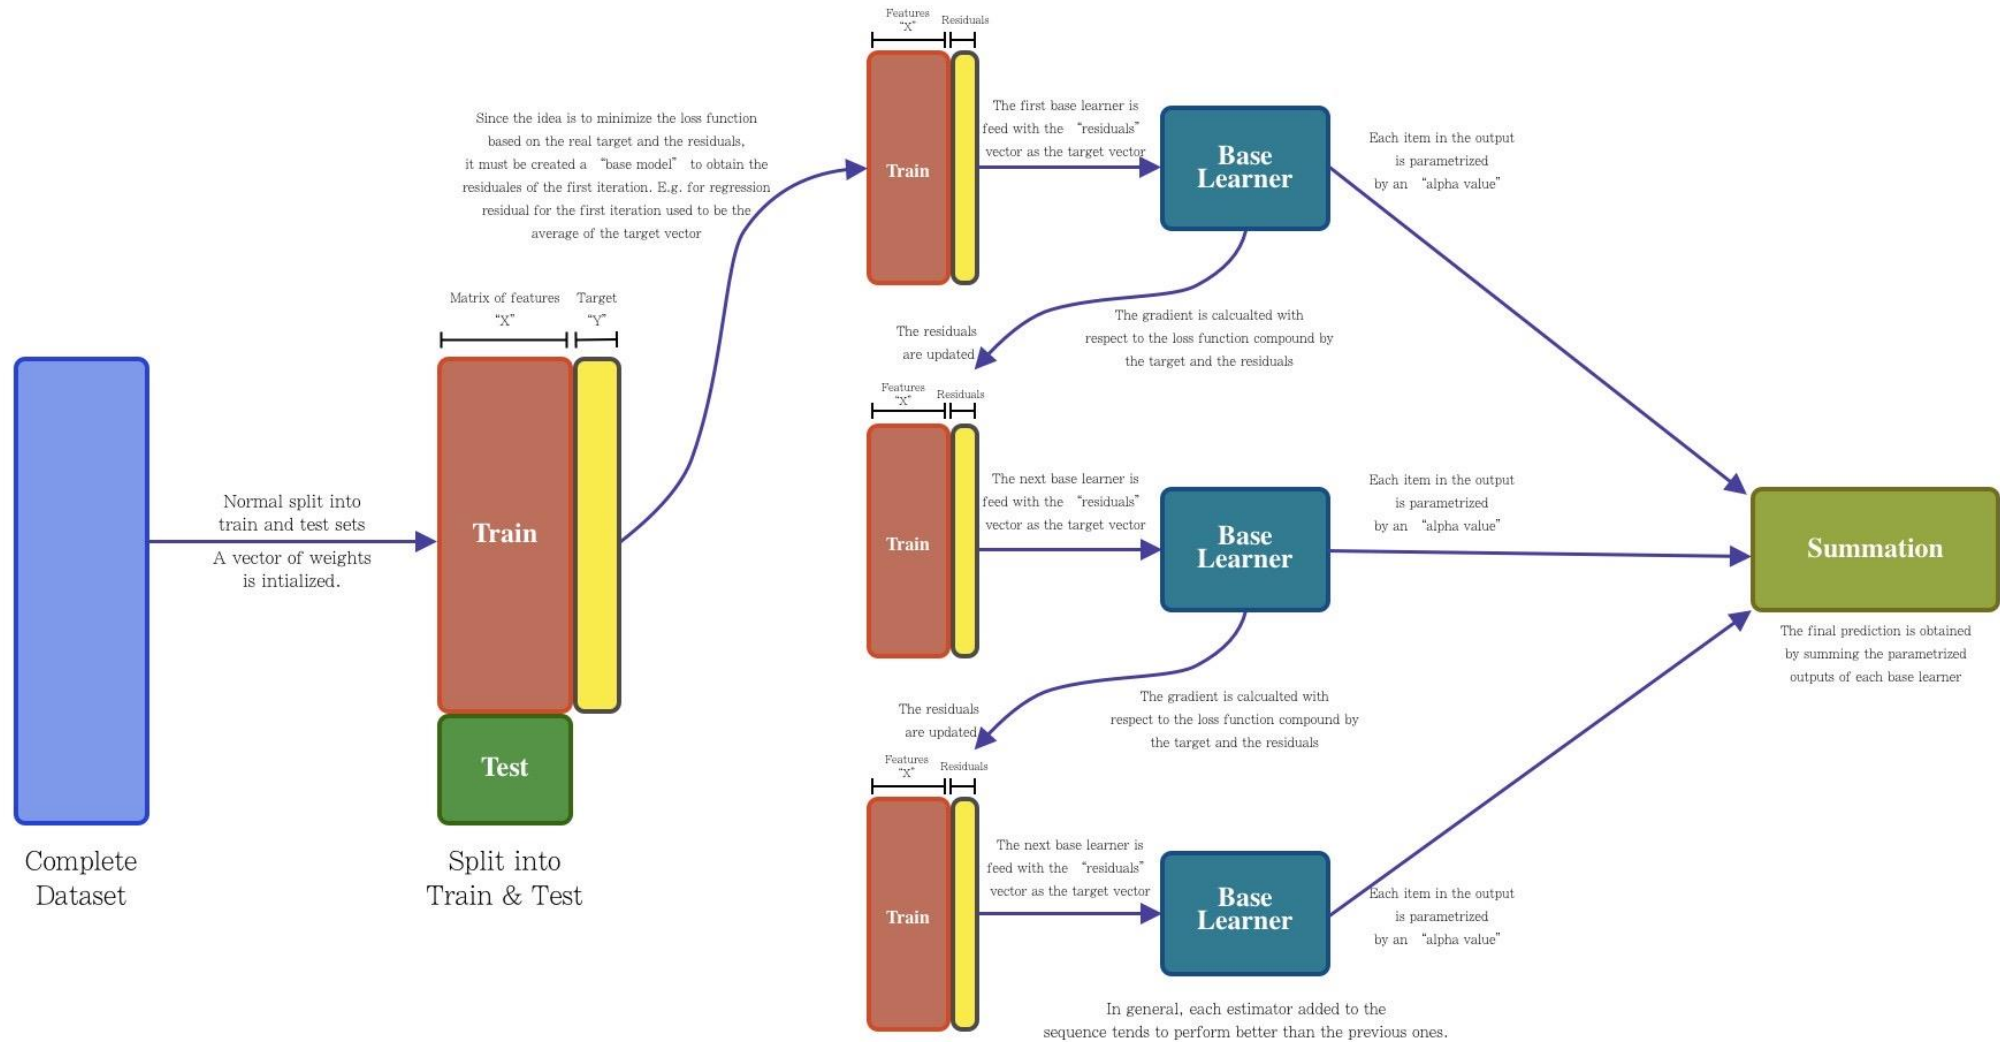 Complete
Dataset
Normal split into
train and test sets
A vector of weights
is intialized.
Matrix of features
“X”
Target
“Y”
Train
Test
Split into
Train & Test
Since the idea is to minimize the loss function
based on the real target and the residuals,
it must be created a “base model” to obtain the
residuales of the first iteration. E.g. for regression
residual for the first iteration used to be the
average of the target vector
Features
“X”
Residuals
Train
The first base learner is
feed with the “residuals”
vector as the target vector
Base
Learner
Each item in the output
is parametrized
by an “alpha value”
The residuals
are updated
The gradient is calcualted with
respect to the loss function compound by
the target and the residuals
Features
“X”
Residuals
Train
The next base learner is
feed with the “residuals”
vector as the target vector
Base
Learner
Each item in the output
is parametrized
by an “alpha value”
The residuals
are updated
The gradient is calcualted with
respect to the loss function compound by
the target and the residuals
Features
“X”
Residuals
Train
The next base learner is
feed with the “residuals”
vector as the target vector
Base
Learner
Each item in the output
is parametrized
by an “alpha value”
In general, each estimator added to the
sequence tends to perform better than the previous ones.
Summation
The final prediction is obtained
by summing the parametrized
outputs of each base learner